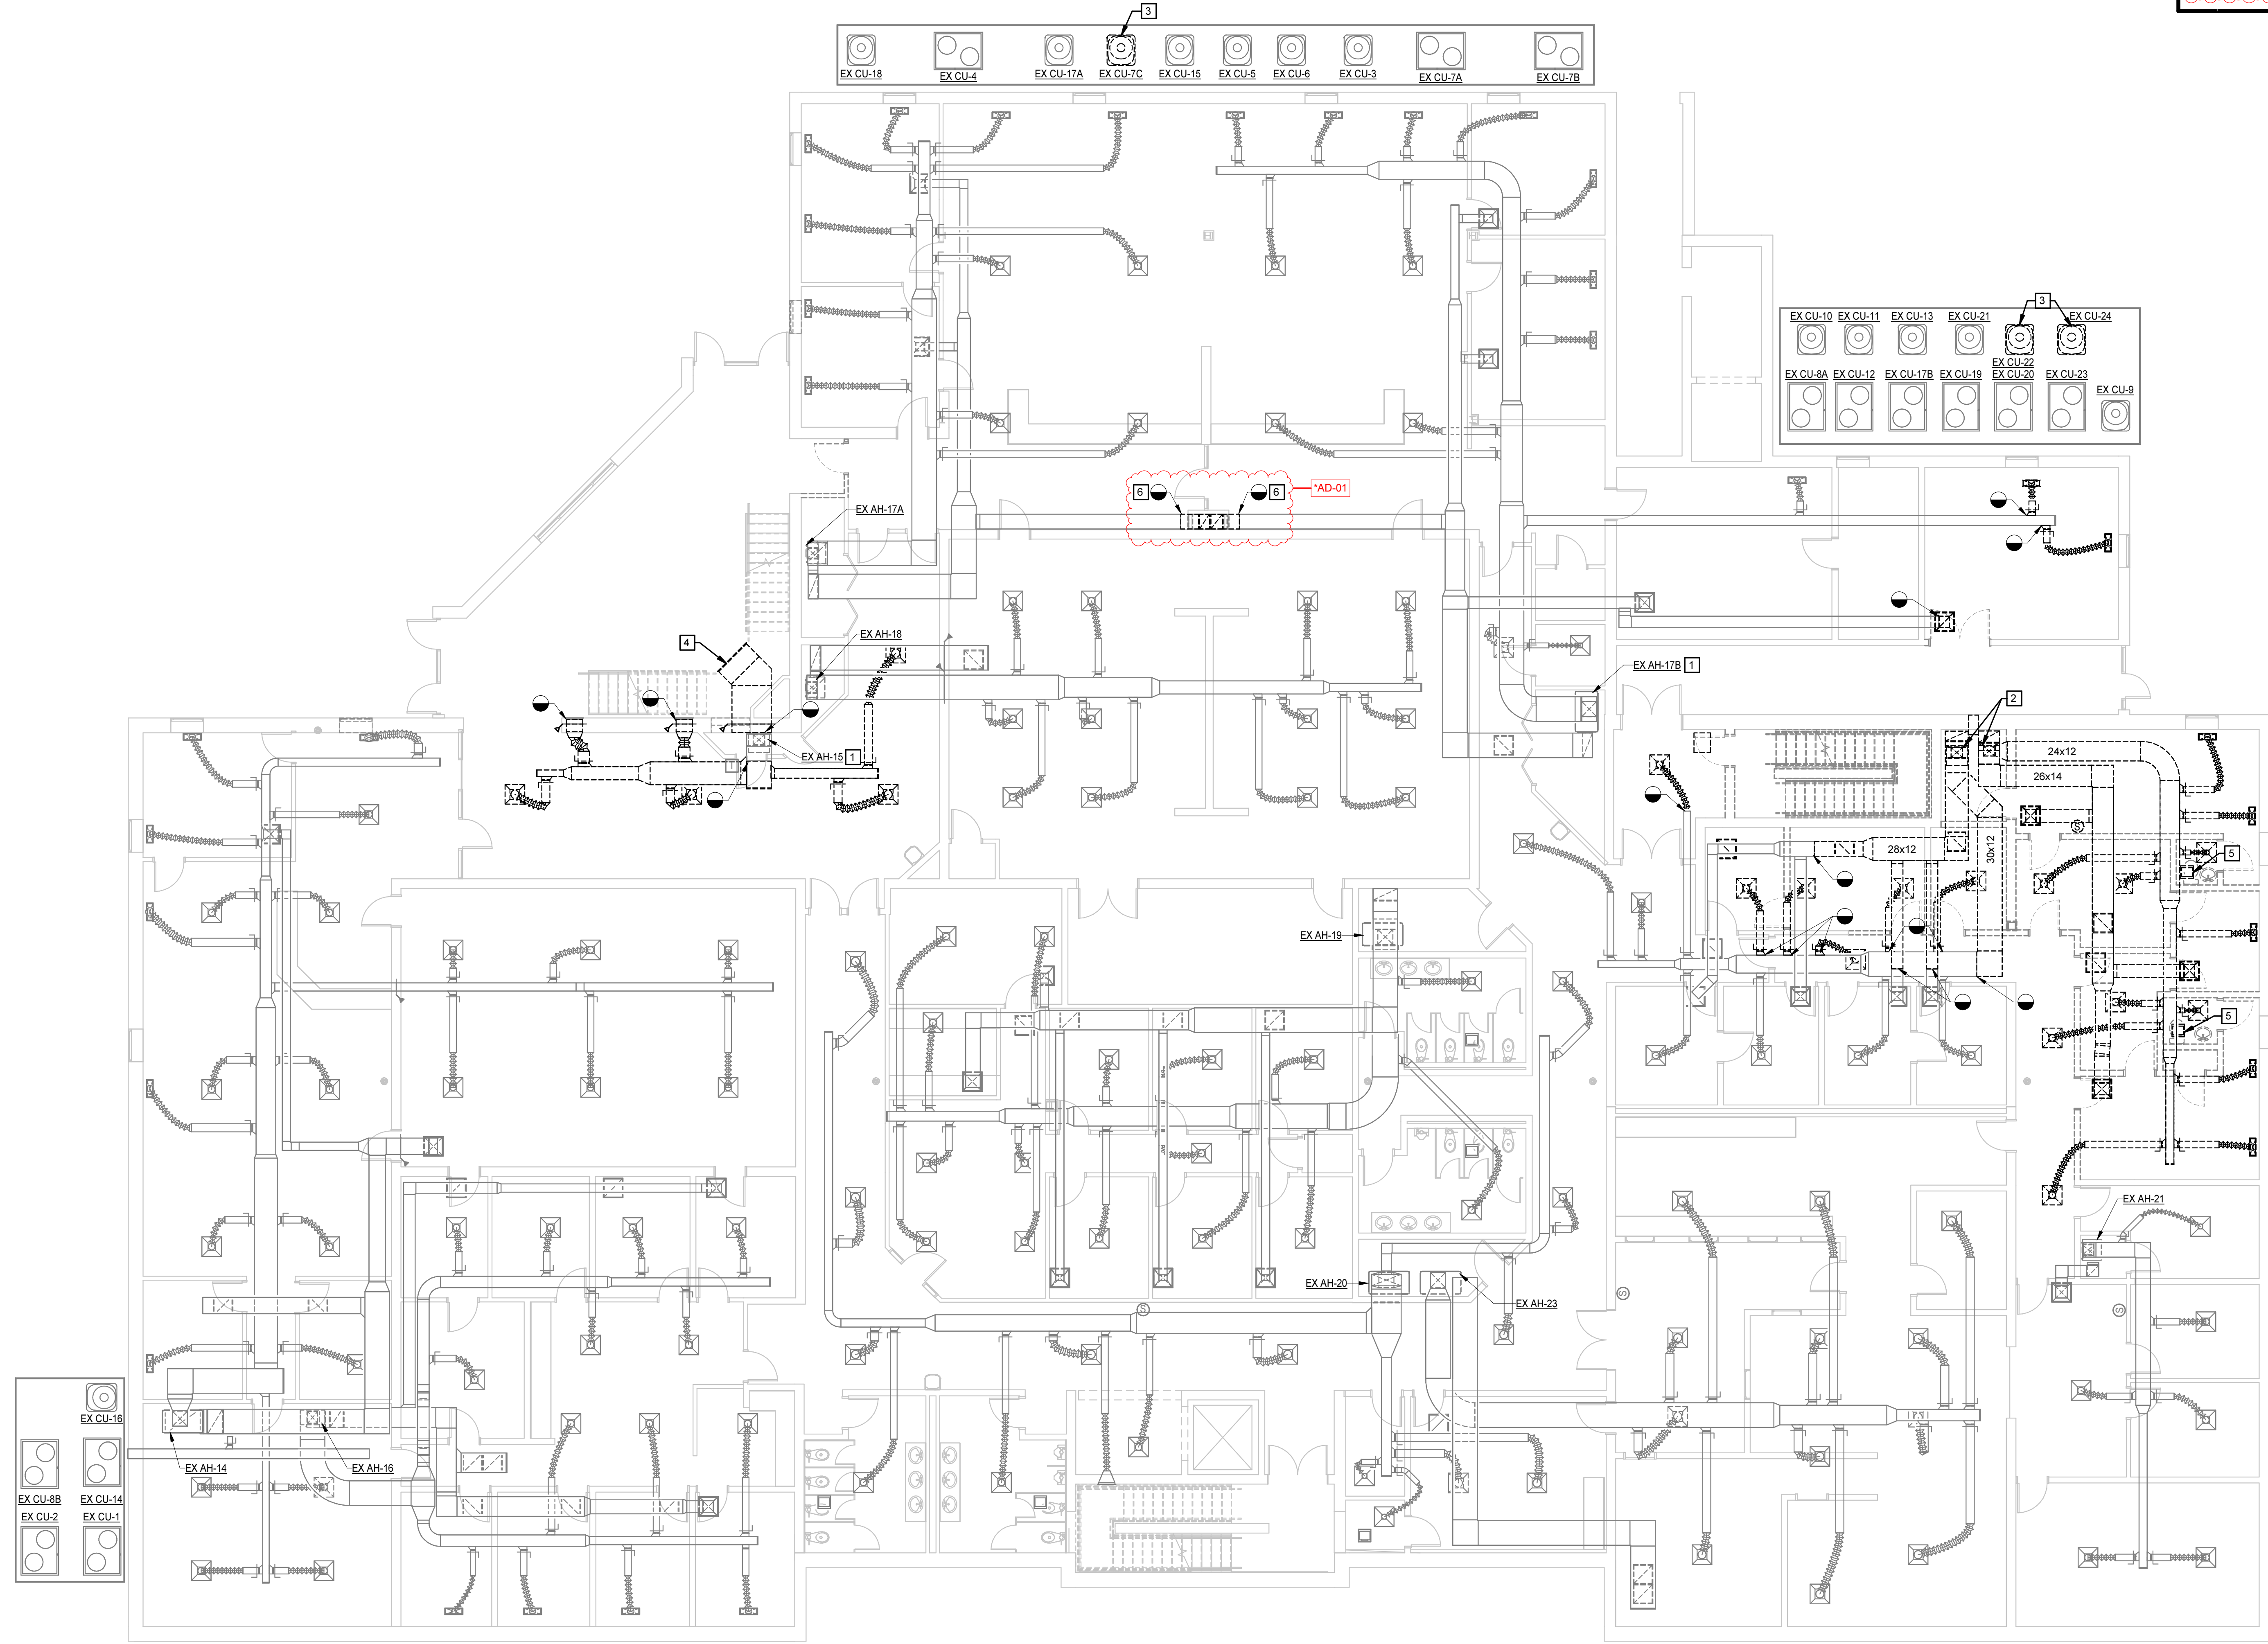 3
EX CU-18
EX CU-4
EX CU-17A
EX CU-7C
EX CU-15
EX CU-5
EX CU-6
EX CU-3
EX CU-7A
EX CU-7B
3
EX CU-10
EX CU-11
EX CU-13
EX CU-21
EX CU-24
EX CU-22
EX CU-8A
EX CU-12
EX CU-17B
EX CU-19
EX CU-20
EX CU-23
EX CU-9
6
6
*AD-01
EX AH-17A
4
EX AH-18
EX AH-17B 1
2
EX AH-15 1
24x12
26x14
S
28x12
30x12
5
EX AH-19
5
EX AH-21
EX AH-20
EX AH-23
S
S
S
EX CU-16
EX AH-14
EX AH-16
EX CU-8B
EX CU-14
EX CU-2
EX CU-1